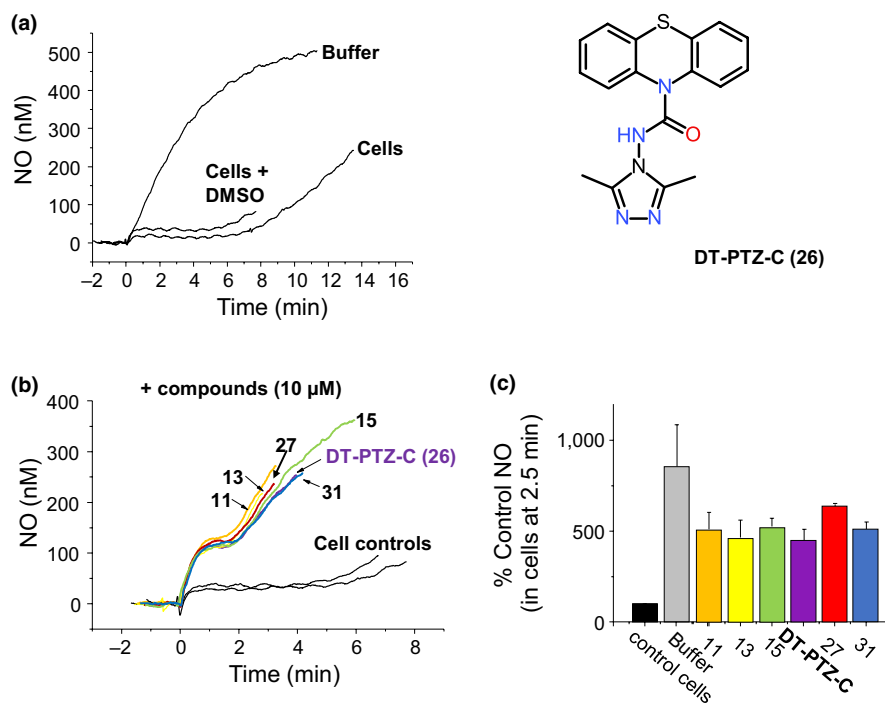 (a)
500
400
300
200
100
0
NO (nM)
Buffer
Cells
Cells +
DMSO
−2 0 2 4 6 8 10 12 14 16
Time (min)
S
N
HN
O
N
N N
DT-PTZ-C (26)
(b)
+ compounds (10 µM)
400
300
200
100
0
NO (nM)
15
27
DT-PTZ-C (26)
13
11
31
Cell controls
−2 0 2 4 6 8
Time (min)
(c)
% Control NO
(in cells at 2.5 min)
1,000
500
0
control cells
Buffer
11
13
15
DT-PTZ-C
27
31